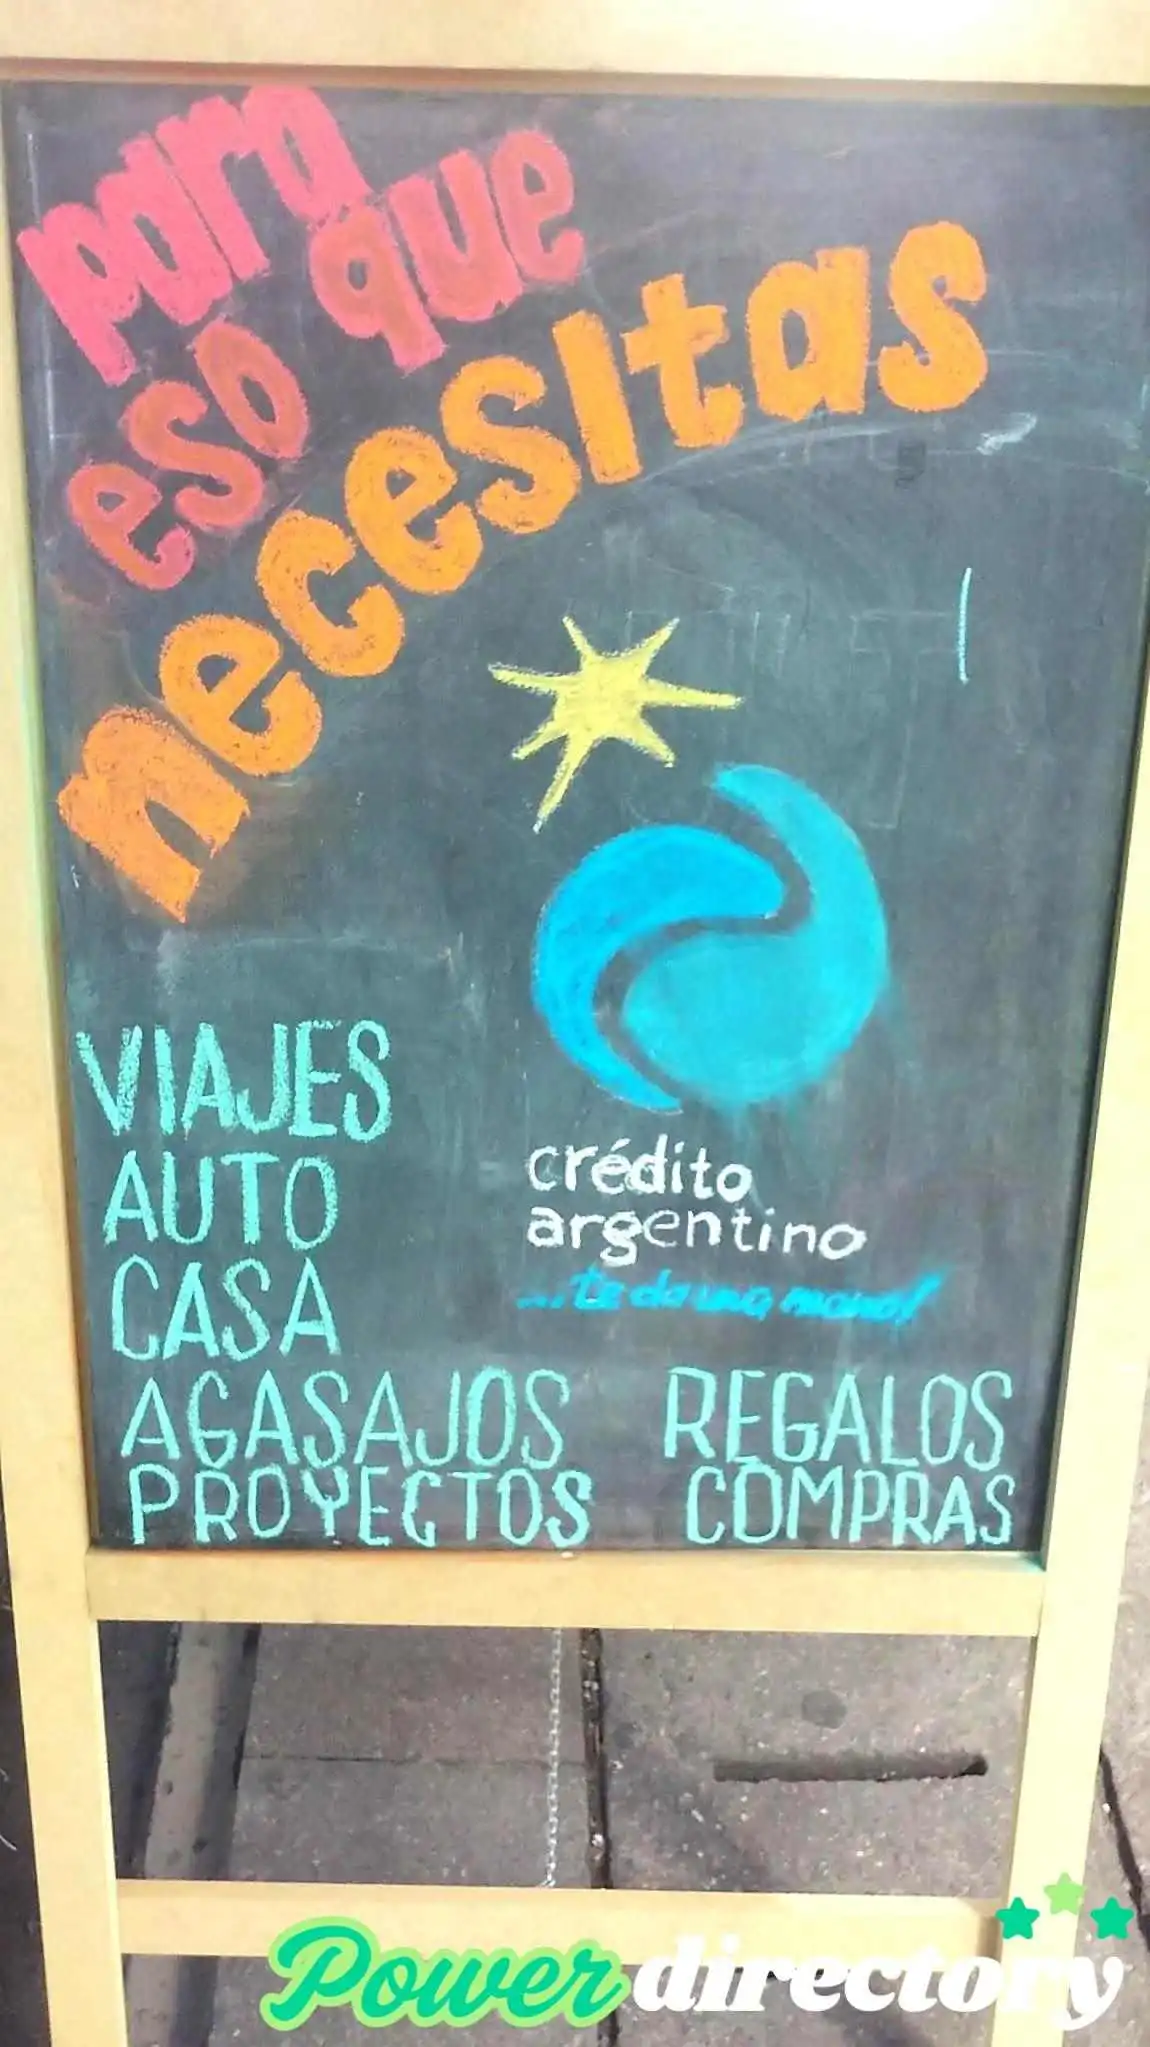 para
eso que
necesitas
VIAJES
AUTO
CASA
AGASAJOS
PROYECTOS
crédito
argentino
...te da una mano!
REGALOS
COMPRAS
Power directory